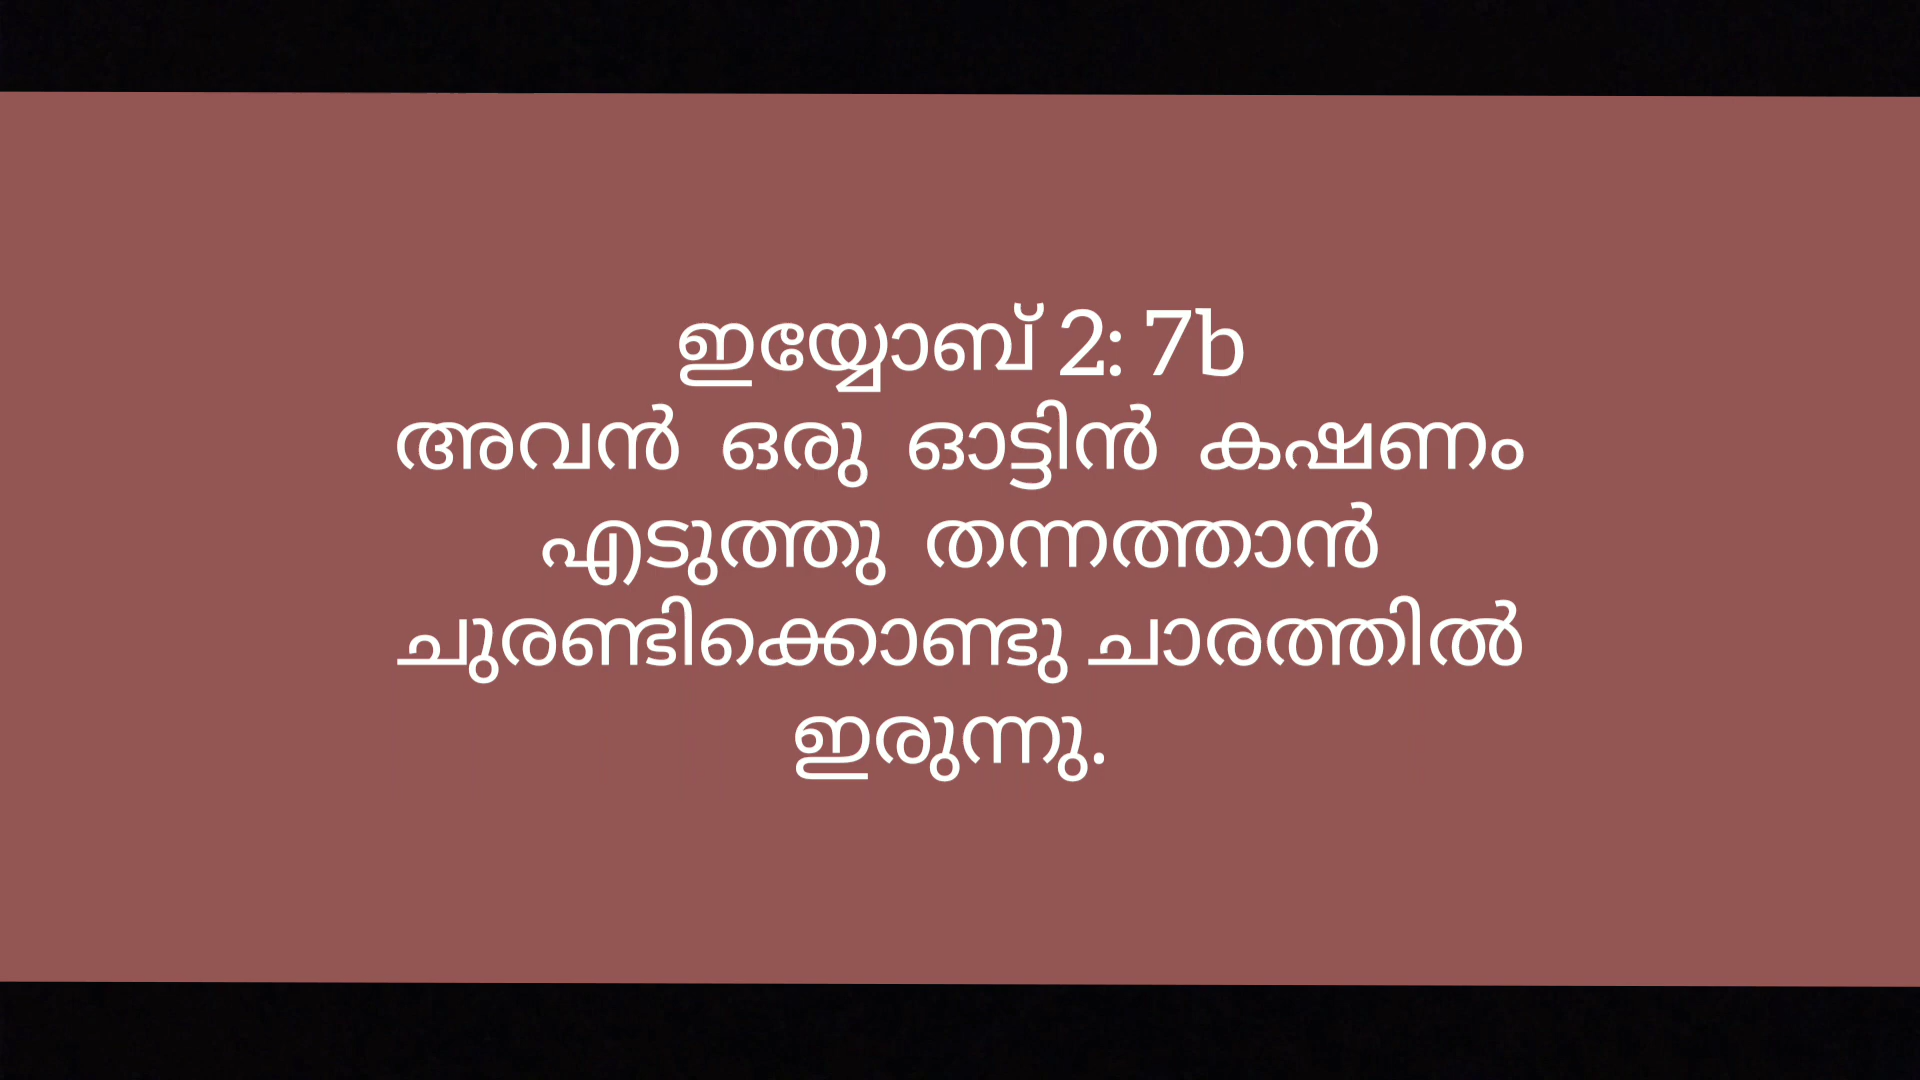 ഇയ്യോബ് 2: 7b
അവൻ ഒരു ഓട്ടിൻ കഷണം
എടുത്തു തന്നത്താൻ
ചുരണ്ടിക്കൊണ്ടു ചാരത്തിൽ
ഇരുന്നു.